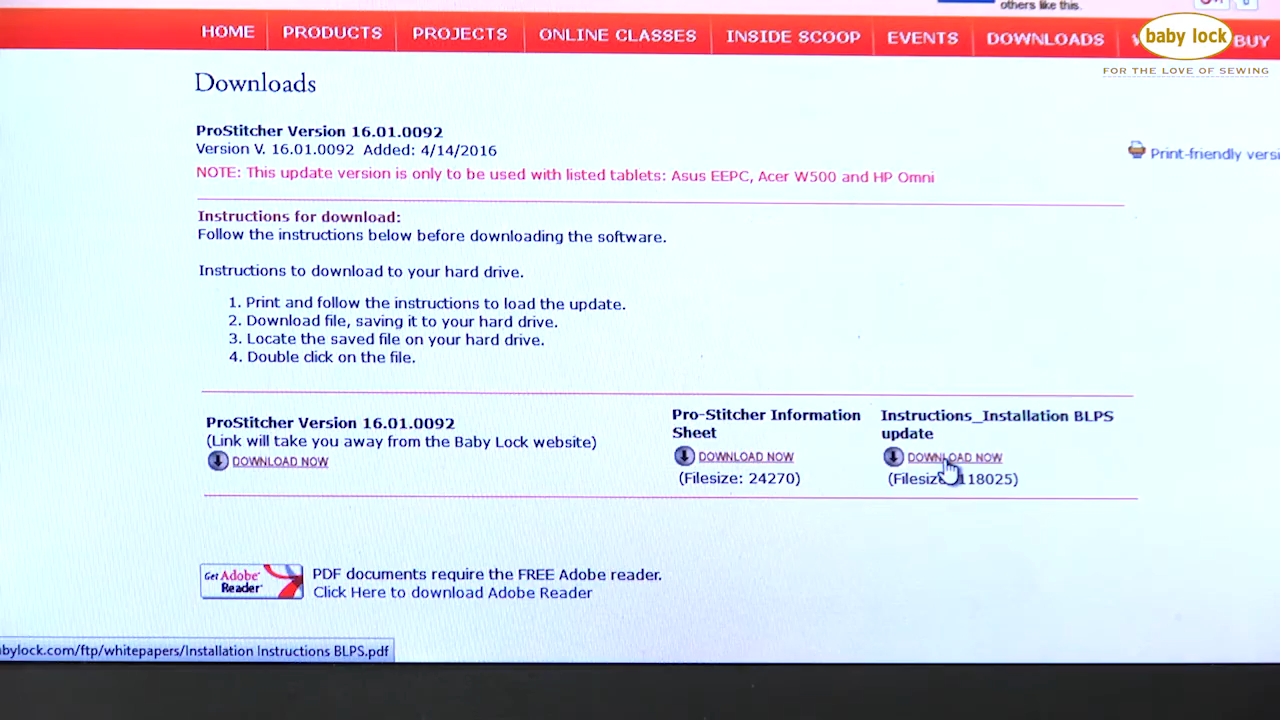 others like this.
HOME PRODUCTS PROJECTS ONLINE CLASSES INSIDE SCOOP EVENTS DOWNLOADS BUY
baby lock
FOR THE LOVE OF SEWING
Downloads
ProStitcher Version 16.01.0092
Version V. 16.01.0092 Added: 4/14/2016
Print-friendly versi
NOTE: This update version is only to be used with listed tablets: Asus EEPC, Acer W500 and HP Omni
Instructions for download:
Follow the instructions below before downloading the software.
Instructions to download to your hard drive.
1. Print and follow the instructions to load the update.
2. Download file, saving it to your hard drive.
3. Locate the saved file on your hard drive.
4. Double click on the file.
ProStitcher Version 16.01.0092
(Link will take you away from the Baby Lock website)
DOWNLOAD NOW
Pro-Stitcher Information
Sheet
DOWNLOAD NOW
(Filesize: 24270)
Instructions_Installation BLPS
update
DOWNLOAD NOW
(Filesize: 118025)
Get Adobe
Reader
PDF documents require the FREE Adobe reader.
Click Here to download Adobe Reader
bylock.com/ftp/whitepapers/Installation Instructions BLPS.pdf